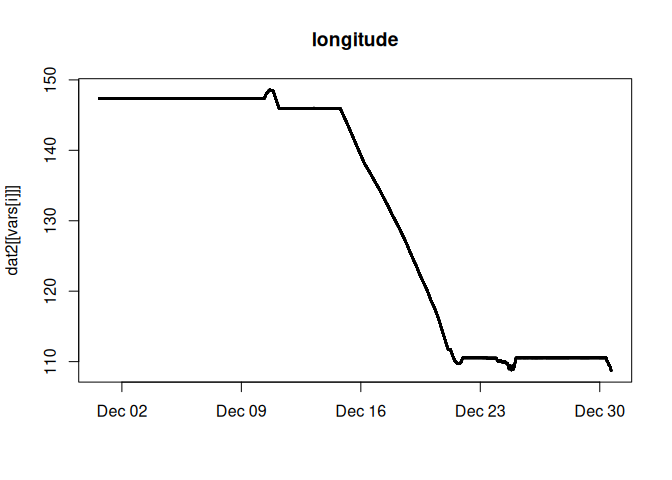 longitude
dat2[[vars[i]]]
150
140
130
120
110
Dec 02
Dec 09
Dec 16
Dec 23
Dec 30